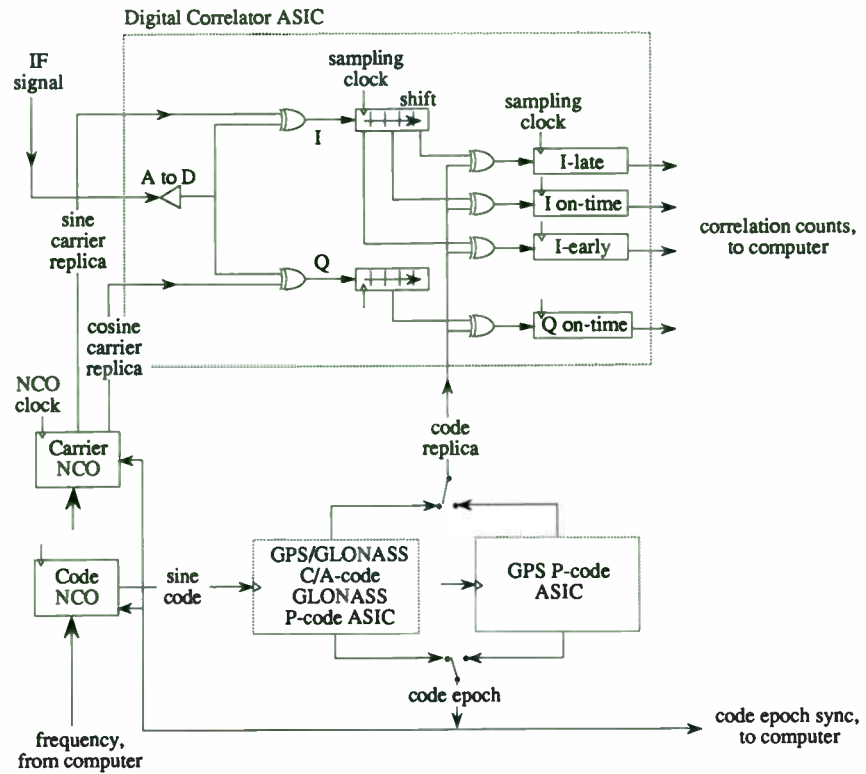 Digital Correlator ASIC
IF
signal
sampling
clock
shift
sampling
clock
I
I-late
A to D
I on-time
sine
carrier
replica
I-early
correlation counts,
to computer
Q
Q on-time
cosine
carrier
replica
NCO
clock
code
replica
Carrier
NCO
Code
NCO
sine
code
GPS/GLONASS
C/A-code
GLONASS
P-code ASIC
GPS P-code
ASIC
code epoch
frequency,
from computer
code epoch sync,
to computer